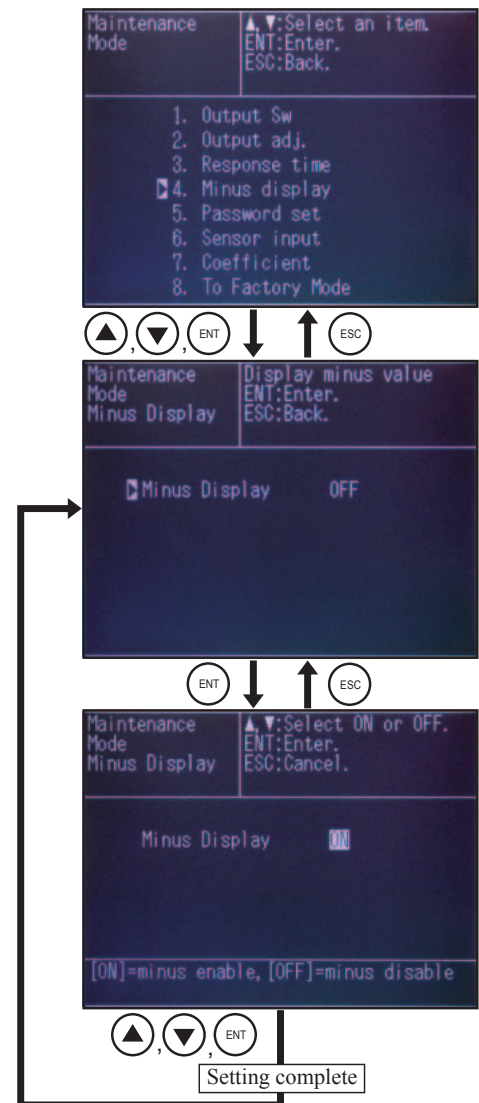 Maintenance
Mode
▲,▼:Select an item.
ENT:Enter.
ESC:Back.
1. Output Sw
2. Output adj.
3. Response time
4. Minus display
5. Password set
6. Sensor input
7. Coefficient
8. To Factory Mode
▲,▼,ENT
ESC
Maintenance
Mode
Minus Display
Display minus value
ENT:Enter.
ESC:Back.
Minus Display OFF
ENT
ESC
Maintenance
Mode
Minus Display
▲,▼:Select ON or OFF.
ENT:Enter.
ESC:Cancel.
Minus Display ON
[ON]=minus enable,[OFF]=minus disable
▲,▼,ENT
Setting complete